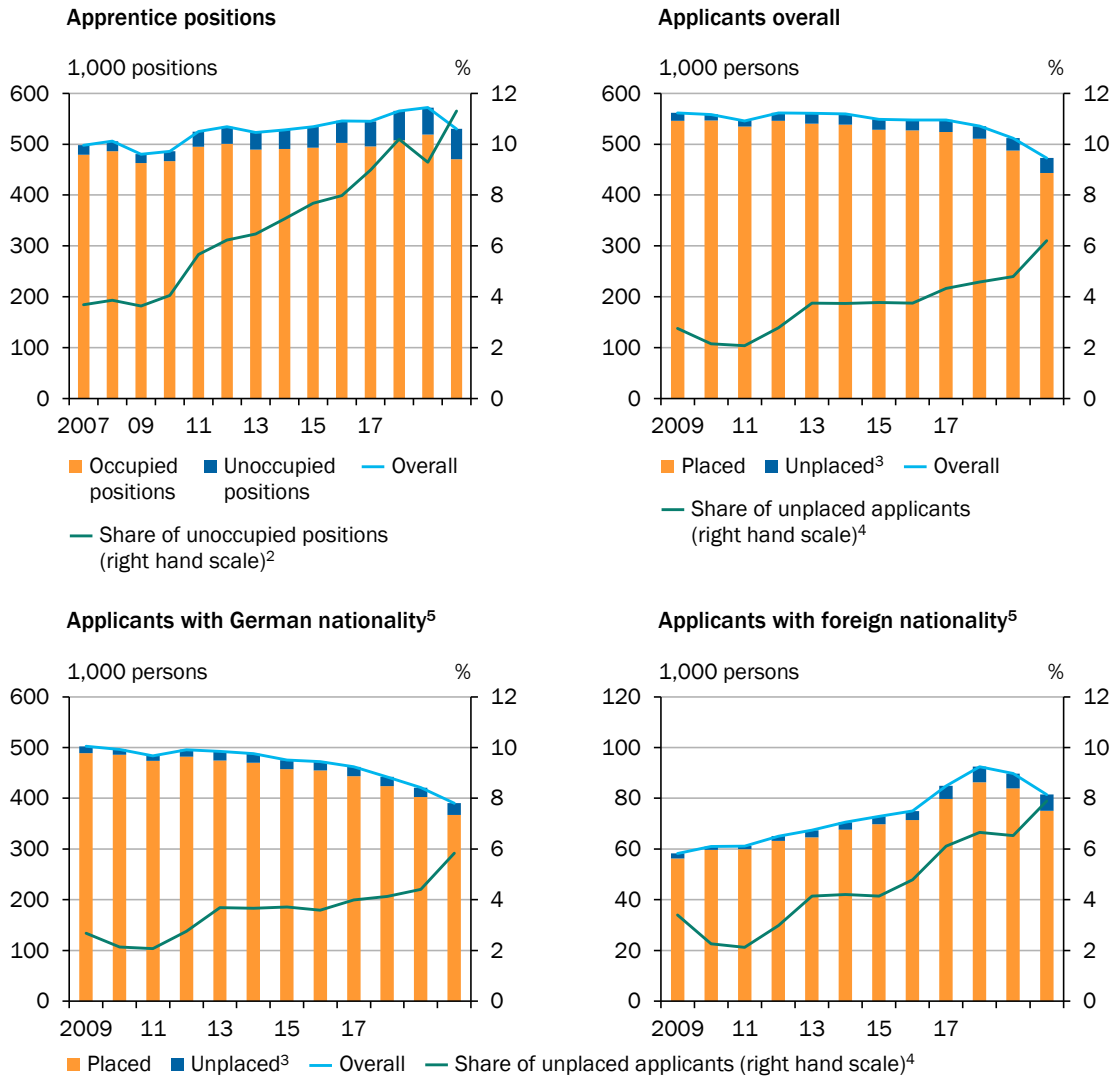 Apprentice positions
1,000 positions %
600 12
500 10
400 8
300 6
200 4
100 2
0 0
2007 09 11 13 15 17
Occupied positions
Unoccupied positions
Overall
Share of unoccupied positions
(right hand scale)2
Applicants overall
1,000 persons %
600 12
500 10
400 8
300 6
200 4
100 2
0 0
2009 11 13 15 17
Placed Unplaced3 Overall
Share of unplaced applicants
(right hand scale)4
Applicants with German nationality5
1,000 persons %
600 12
500 10
400 8
300 6
200 4
100 2
0 0
2009 11 13 15 17
Applicants with foreign nationality5
1,000 persons %
120 12
100 10
80 8
60 6
40 4
20 2
0 0
2009 11 13 15 17
Placed Unplaced3 Overall Share of unplaced applicants (right hand scale)4